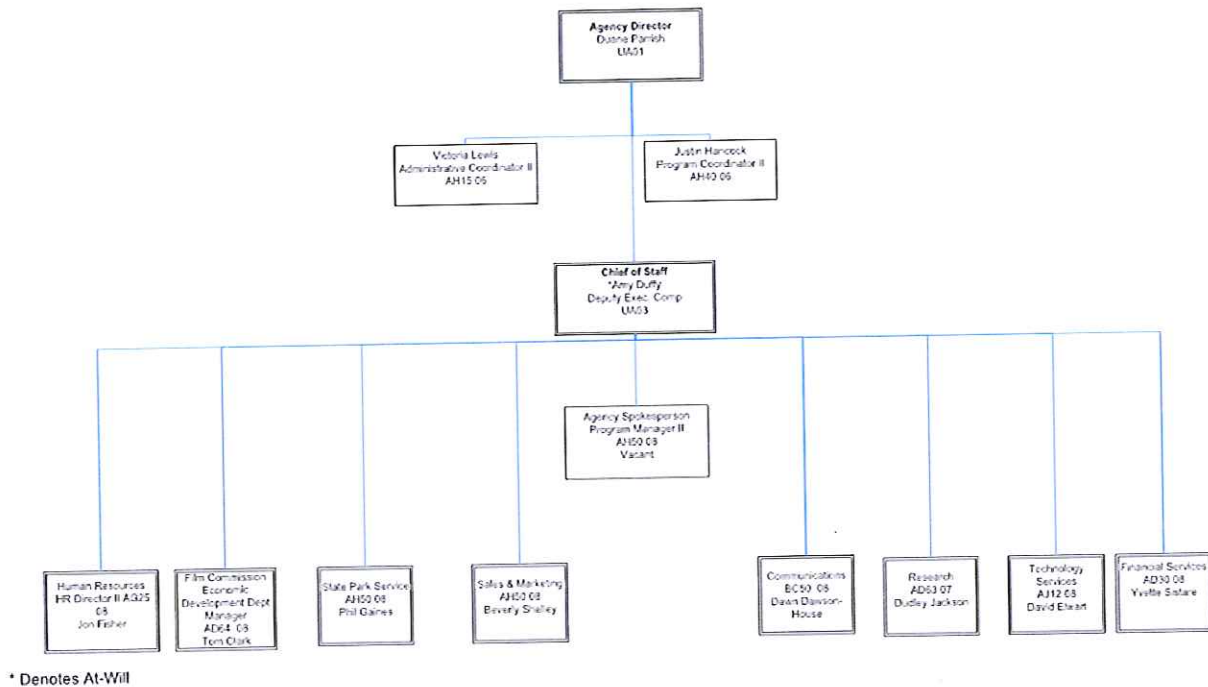 Agency Director
Duane Parrish
UA01
Victoria Lewis
Administrative Coordinator II
AH15 06
Justin Hancock
Program Coordinator II
AH40 06
Chief of Staff
*Amy Duffy
Deputy Exec. Comp
UA03
Agency Spokesperson
Program Manager II
AH50 08
Vacant
Human Resources
HR Director II AG25
08
Jon Fisher
Film Commission
Economic
Development Dept
Manager
AD64 08
Tom Clark
State Park Service
AH50 08
Phil Gaines
Sales & Marketing
AH50 08
Beverly Shelley
Communications
BC50 08
Dawn Dawson-
House
Research
AD63 07
Dudley Jackson
Technology
Services
AJ12 08
David
Financial Services
AD30 08
Yvette Sistare
* Denotes At-Will